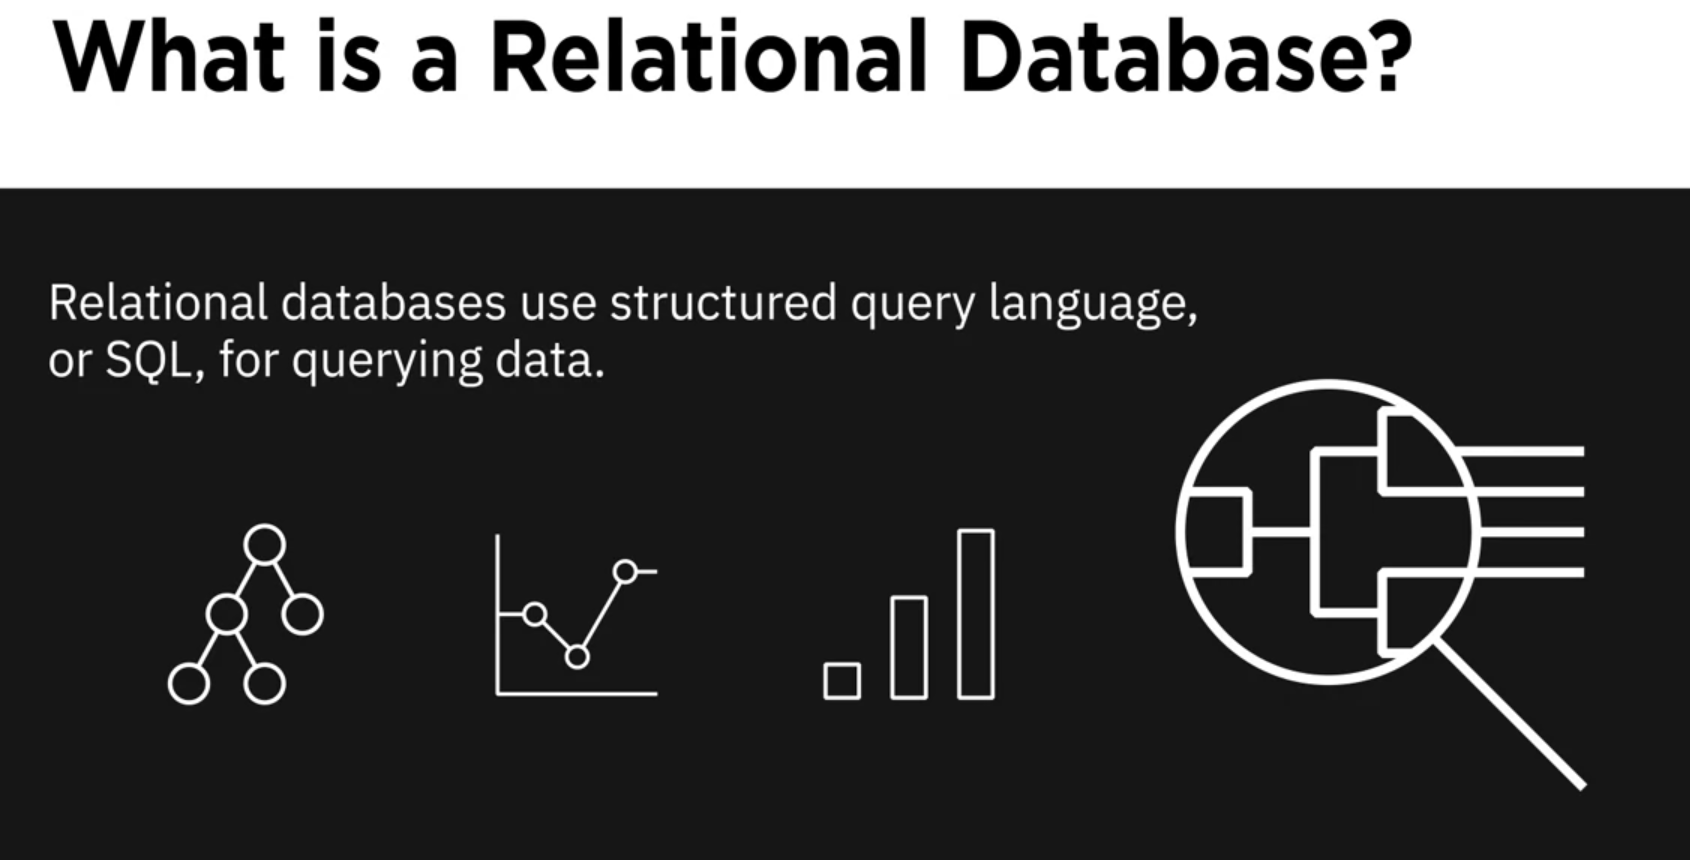 What is a Relational Database?
Relational databases use structured query language,
or SQL, for querying data.